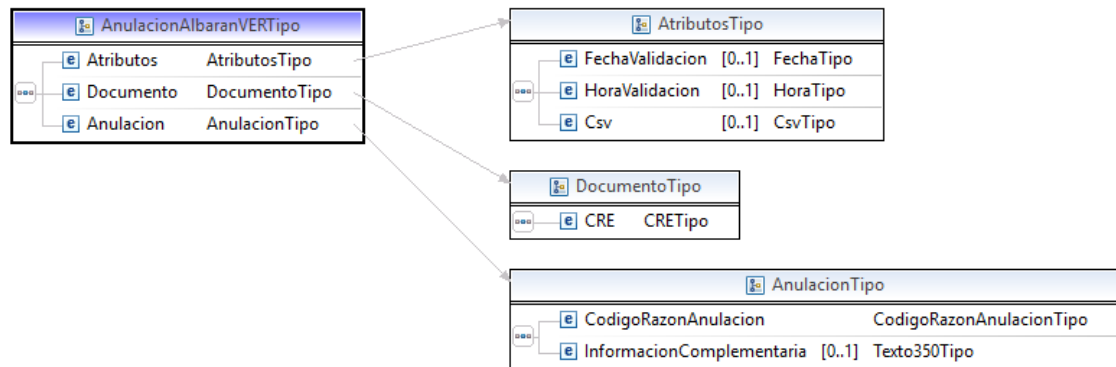 AnulacionAlbaranVERTipo
e Atributos AtributosTipo
e Documento DocumentoTipo
e Anulacion AnulacionTipo
AtributosTipo
e FechaValidacion [0..1] FechaTipo
e HoraValidacion [0..1] HoraTipo
e Csv [0..1] CsvTipo
DocumentoTipo
e CRE CRETipo
AnulacionTipo
e CodigoRazonAnulacion CodigoRazonAnulacionTipo
e InformacionComplementaria [0..1] Texto350Tipo